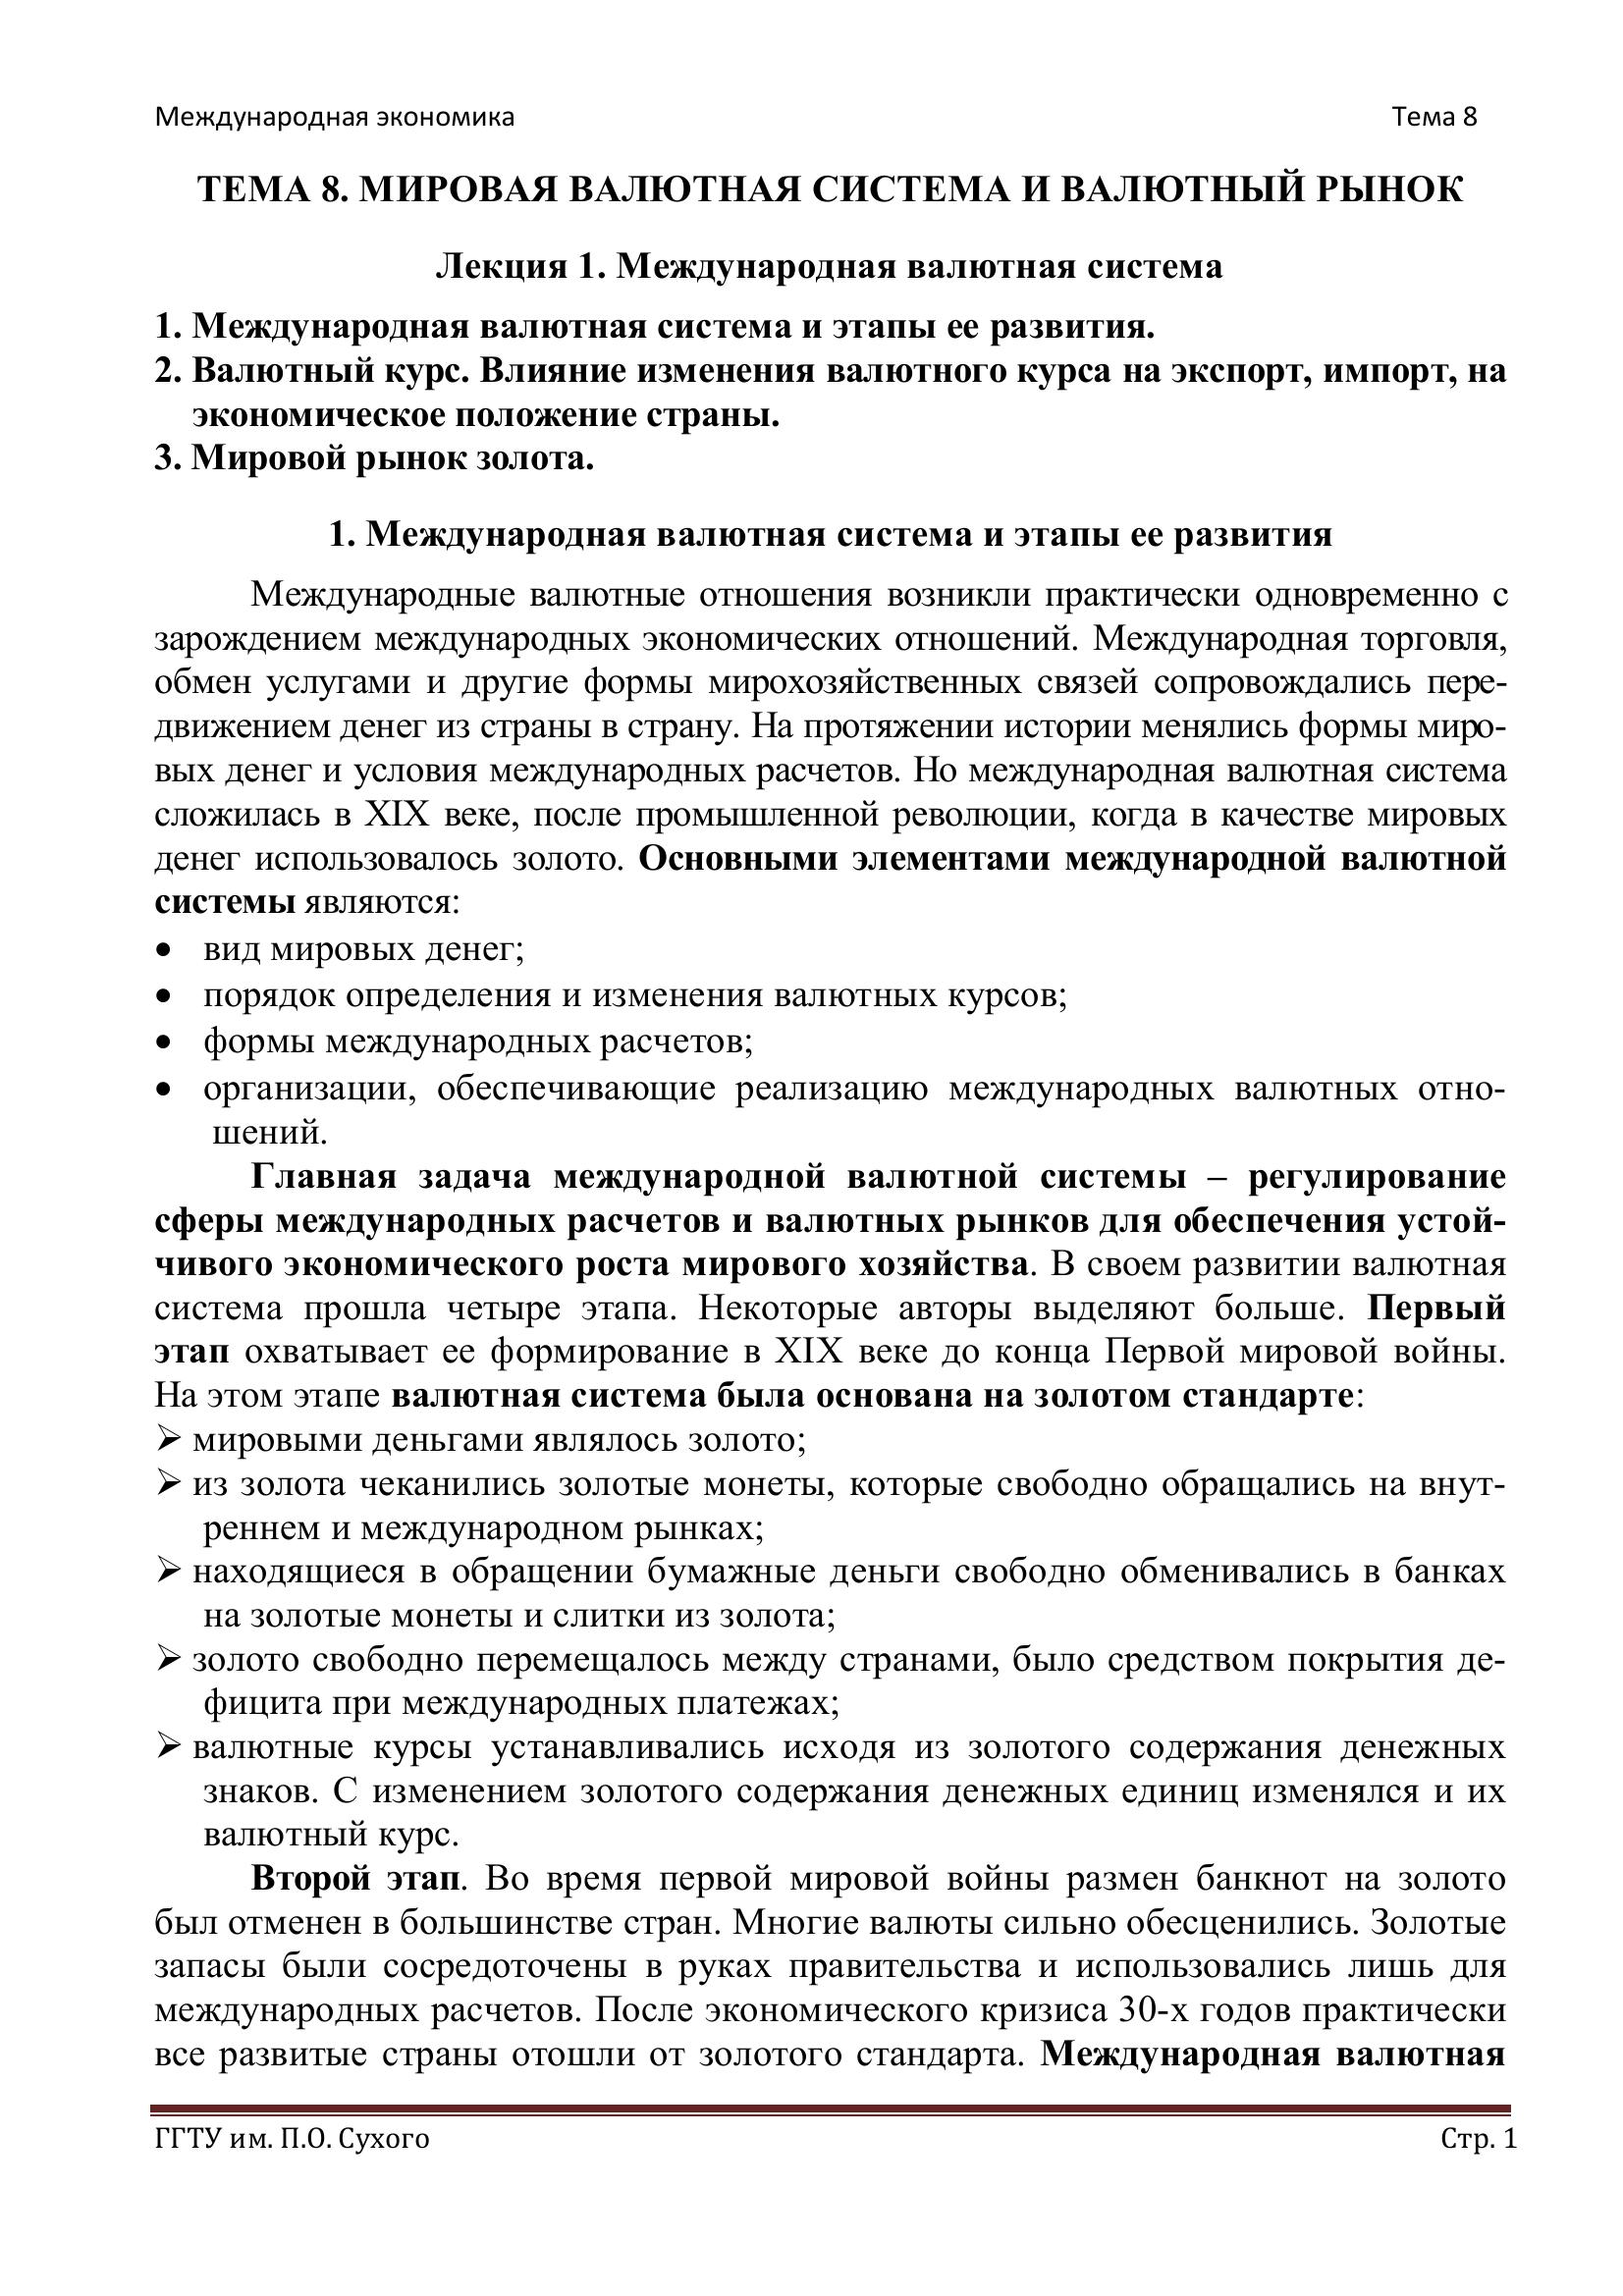 Международная экономика Тема 8
ТЕМА 8. МИРОВАЯ ВАЛЮТНАЯ СИСТЕМА И ВАЛЮТНЫЙ РЫНОК
Лекция 1. Международная валютная система
1. Международная валютная система и этапы ее развития.
2. Валютный курс. Влияние изменения валютного курса на экспорт, импорт, на
экономическое положение страны.
3. Мировой рынок золота.
1. Международная валютная система и этапы ее развития
Международные валютные отношения возникли практически одновременно с
зарождением международных экономических отношений. Международная торговля,
обмен услугами и другие формы мирохозяйственных связей сопровождались пере-
движением денег из страны в страну. На протяжении истории менялись формы миро-
вых денег и условия международных расчетов. Но международная валютная система
сложилась в XIX веке, после промышленной революции, когда в качестве мировых
денег использовалось золото. Основными элементами международной валютной
системы являются:
• вид мировых денег;
• порядок определения и изменения валютных курсов;
• формы международных расчетов;
• организации, обеспечивающие реализацию международных валютных отно-
шений.
Главная задача международной валютной системы – регулирование
сферы международных расчетов и валютных рынков для обеспечения устой-
чивого экономического роста мирового хозяйства. В своем развитии валютная
система прошла четыре этапа. Некоторые авторы выделяют больше. Первый
этап охватывает ее формирование в XIX веке до конца Первой мировой войны.
На этом этапе валютная система была основана на золотом стандарте:
➢ мировыми деньгами являлось золото;
➢ из золота чеканились золотые монеты, которые свободно обращались на внут-
реннем и международном рынках;
➢ находящиеся в обращении бумажные деньги свободно обменивались в банках
на золотые монеты и слитки из золота;
➢ золото свободно перемещалось между странами, было средством покрытия де-
фицита при международных платежах;
➢ валютные курсы устанавливались исходя из золотого содержания денежных
знаков. С изменением золотого содержания денежных единиц изменялся и их
валютный курс.
Второй этап. Во время первой мировой войны размен банкнот на золото
был отменен в большинстве стран. Многие валюты сильно обесценились. Золотые
запасы были сосредоточены в руках правительства и использовались лишь для
международных расчетов. После экономического кризиса 30-х годов практически
все развитые страны отошли от золотого стандарта. Международная валютная
ГГТУ им. П.О. Сухого Стр. 1